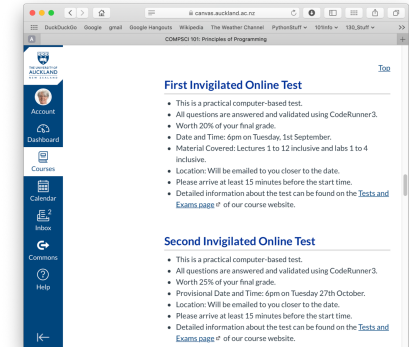 canvas.auckland.ac.nz
DuckDuckGo Google gmail Google Hangouts Wikipedia The Weather Channel PythonStuff 101Info 130_Stuff
COMPSCI 101: Principles of Programming
THE UNIVERSITY OF
AUCKLAND
NEW ZEALAND
Account
Dashboard
Courses
Calendar
2
Inbox
Commons
Help
Top
First Invigilated Online Test
• This is a practical computer-based test.
• All questions are answered and validated using CodeRunner3.
• Worth 20% of your final grade.
• Date and Time: 6pm on Tuesday, 1st September.
• Material Covered: Lectures 1 to 12 inclusive and labs 1 to 4
inclusive.
• Location: Will be emailed to you closer to the date.
• Please arrive at least 15 minutes before the start time.
• Detailed information about the test can be found on the Tests and
Exams page of our course website.
Second Invigilated Online Test
• This is a practical computer-based test.
• All questions are answered and validated using CodeRunner3.
• Worth 25% of your final grade.
• Provisional Date and Time: 6pm on Tuesday 27th October.
• Location: Will be emailed to you closer to the date.
• Please arrive at least 15 minutes before the start time.
• Detailed information about the test can be found on the Tests and
Exams page of our course website.